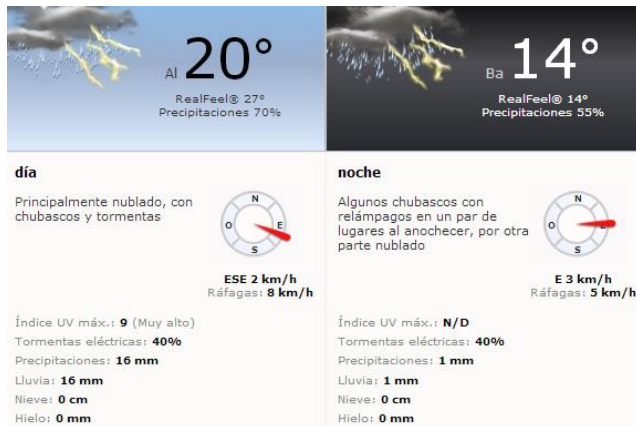 Al 20°
RealFeel® 27°
Precipitaciones 70%
día
Principalmente nublado, con
chubascos y tormentas
N
O
E
S
ESE 2 km/h
Ráfagas: 8 km/h
Índice UV máx.: 9 (Muy alto)
Tormentas eléctricas: 40%
Precipitaciones: 16 mm
Lluvia: 16 mm
Nieve: 0 cm
Hielo: 0 mm
Ba 14°
RealFeel® 14°
Precipitaciones 55%
noche
Algunos chubascos con
relámpagos en un par de
lugares al anochecer, por otra
parte nublado
N
O
S
E 3 km/h
Ráfagas: 5 km/h
Índice UV máx.: N/D
Tormentas eléctricas: 40%
Precipitaciones: 1 mm
Lluvia: 1 mm
Nieve: 0 cm
Hielo: 0 mm